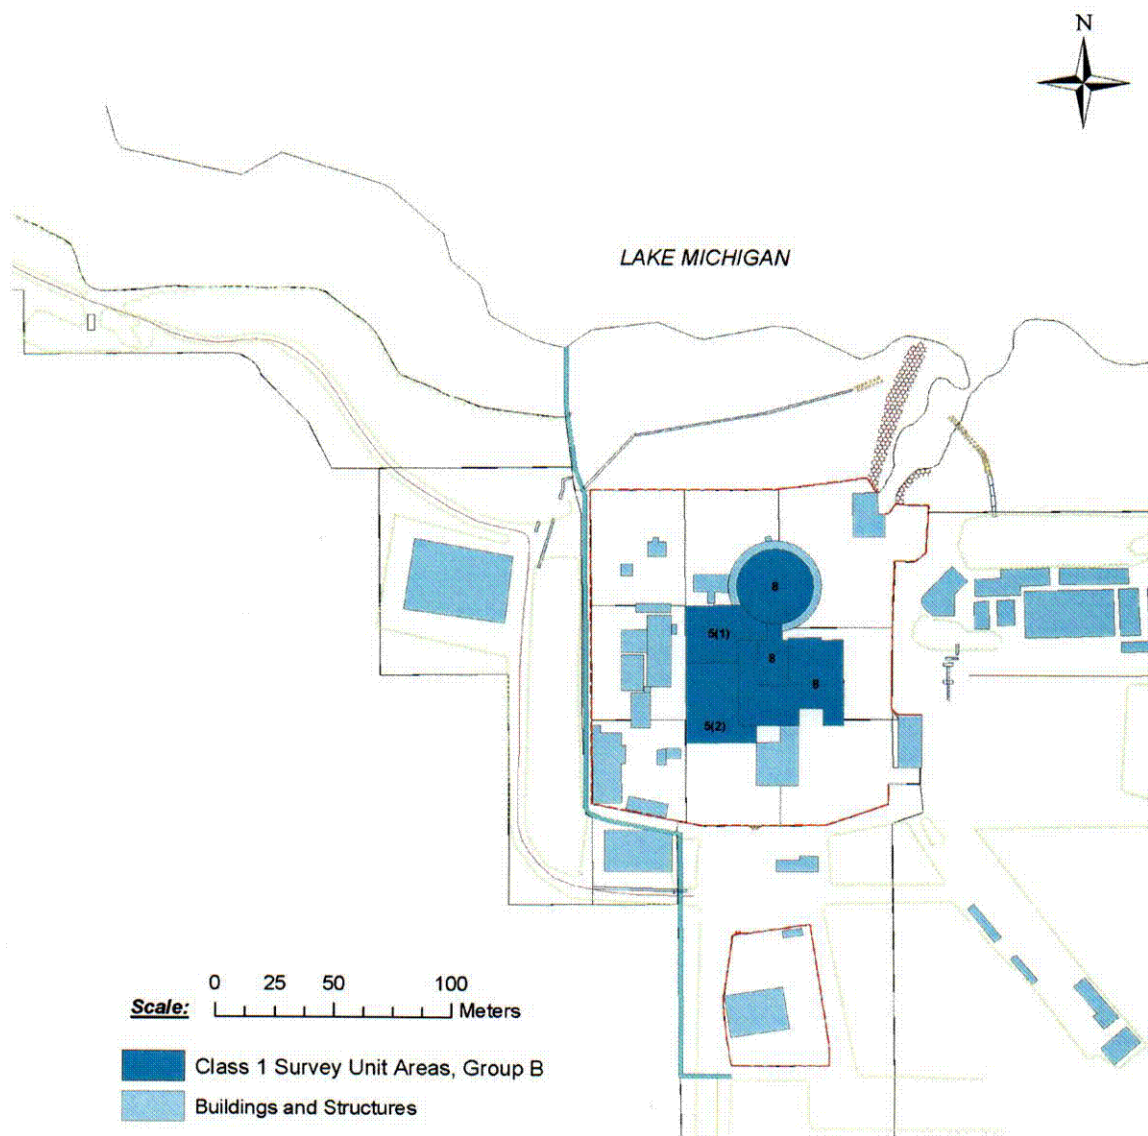 N
LAKE MICHIGAN
8
5(1)
8
8
5(2)
0 25 50 100
Scale: Meters
Class 1 Survey Unit Areas, Group B
Buildings and Structures